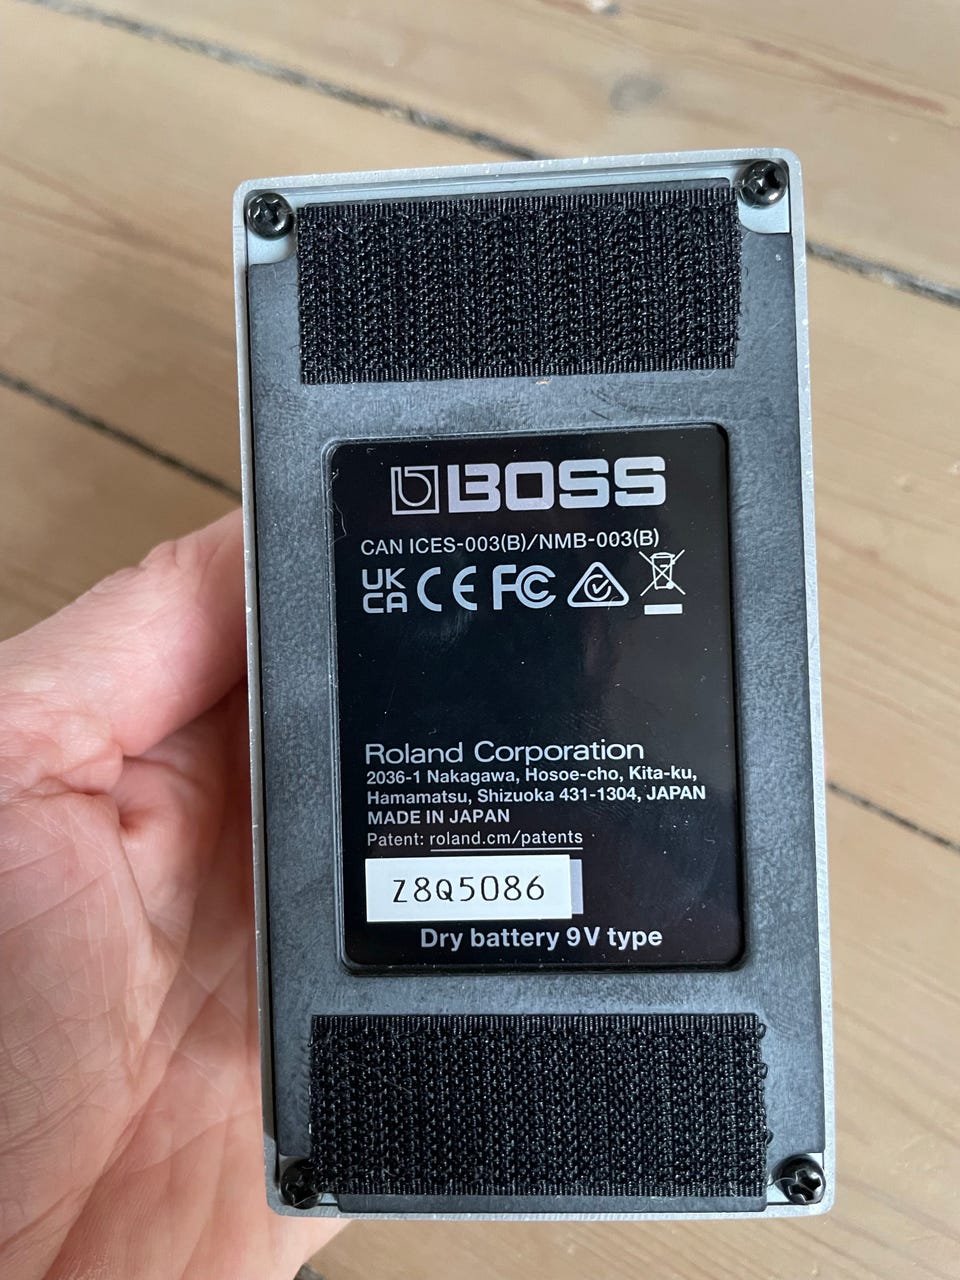 BOSS
CAN ICES-003(B)/NMB-003(B)
UK
CA CE FC
Roland Corporation
2036-1 Nakagawa, Hosoe-cho, Kita-ku,
Hamamatsu, Shizuoka 431-1304, JAPAN
MADE IN JAPAN
Patent: roland.cm/patents
Z8Q5086
Dry battery 9V type